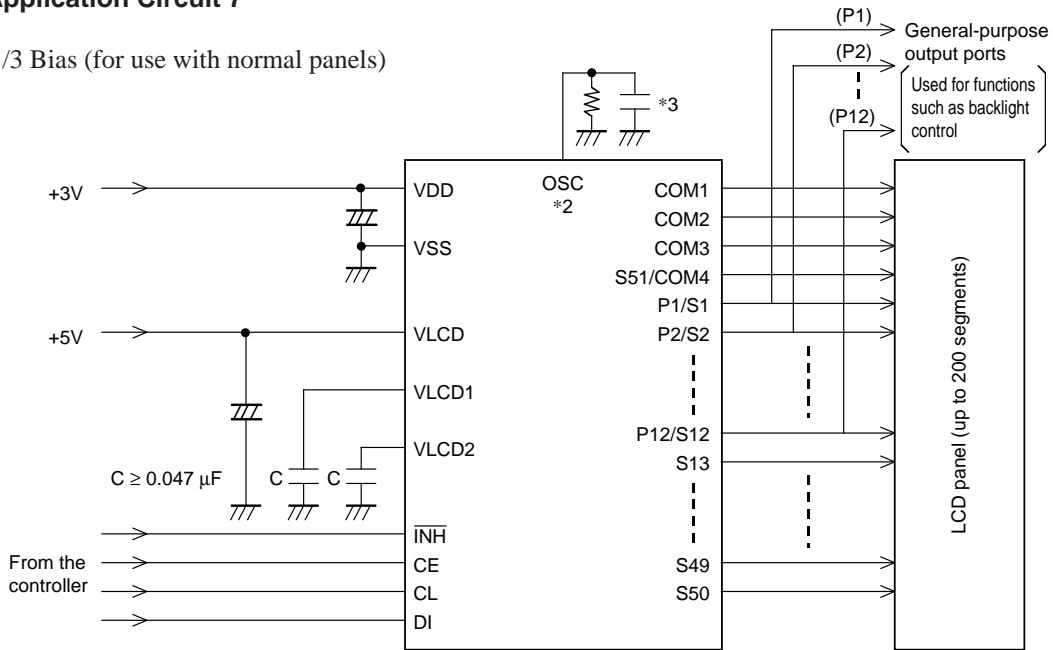 Application Circuit 7
/3 Bias (for use with normal panels)
(P1)
General-purpose
output ports
(P2)
Used for functions
such as backlight
control
(P12)
*3
+3V
VDD
OSC
*2
COM1
COM2
VSS
COM3
S51/COM4
P1/S1
+5V
VLCD
P2/S2
VLCD1
P12/S12
VLCD2
S13
C ≥ 0.047 μF
C
C
LCD panel (up to 200 segments)
INH
From the
controller
CE
S49
CL
S50
DI